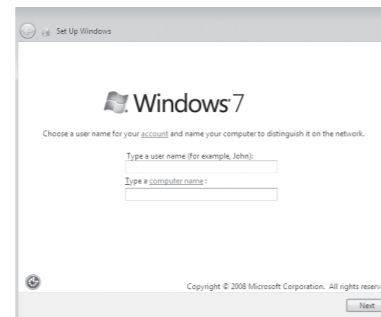 Set Up Windows
Windows 7
Choose a user name for your account and name your computer to distinguish it on the network.
Type a user name (for example, John):
Type a computer name :
Copyright © 2008 Microsoft Corporation. All rights reserv
Next